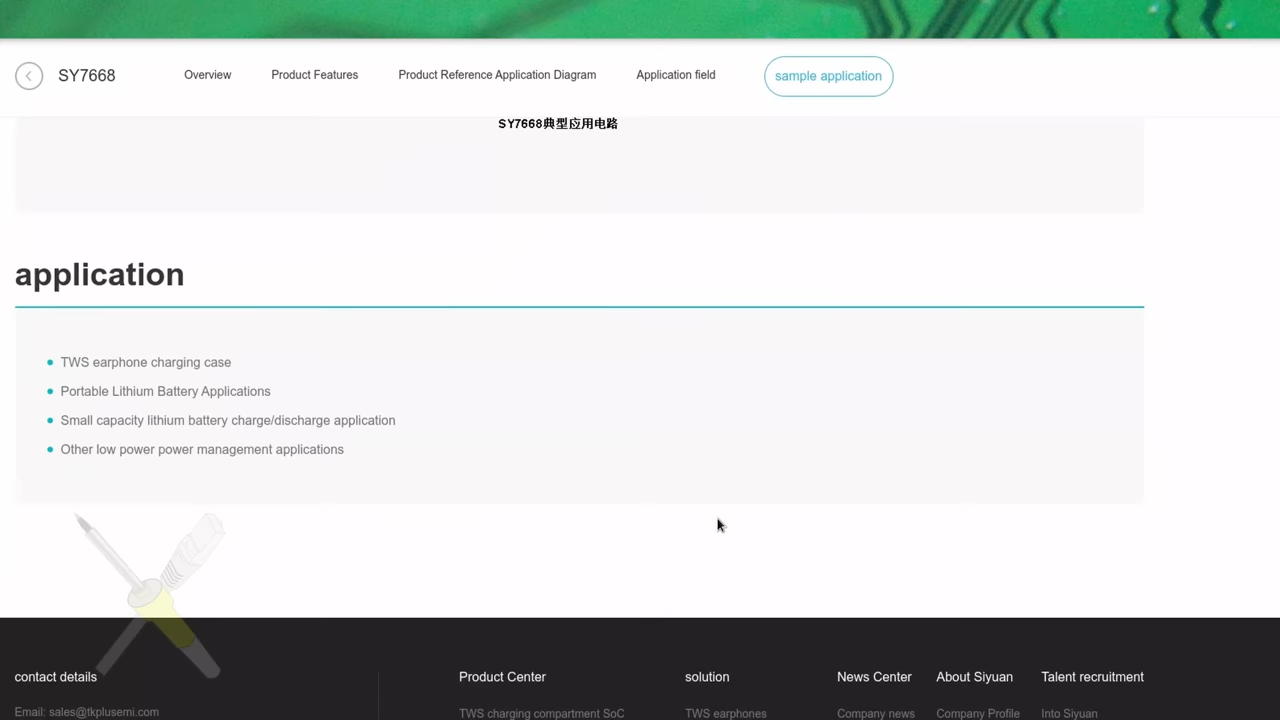 SY7668
Overview
Product Features
Product Reference Application Diagram
Application field
sample application
SY7668典型应用电路
application
TWS earphone charging case
Portable Lithium Battery Applications
Small capacity lithium battery charge/discharge application
Other low power power management applications
contact details
Product Center
solution
News Center
About Siyuan
Talent recruitment
Email: sales@tkplusemi.com
TWS charging compartment SoC
TWS earphones
Company news
Company Profile
Into Siyuan